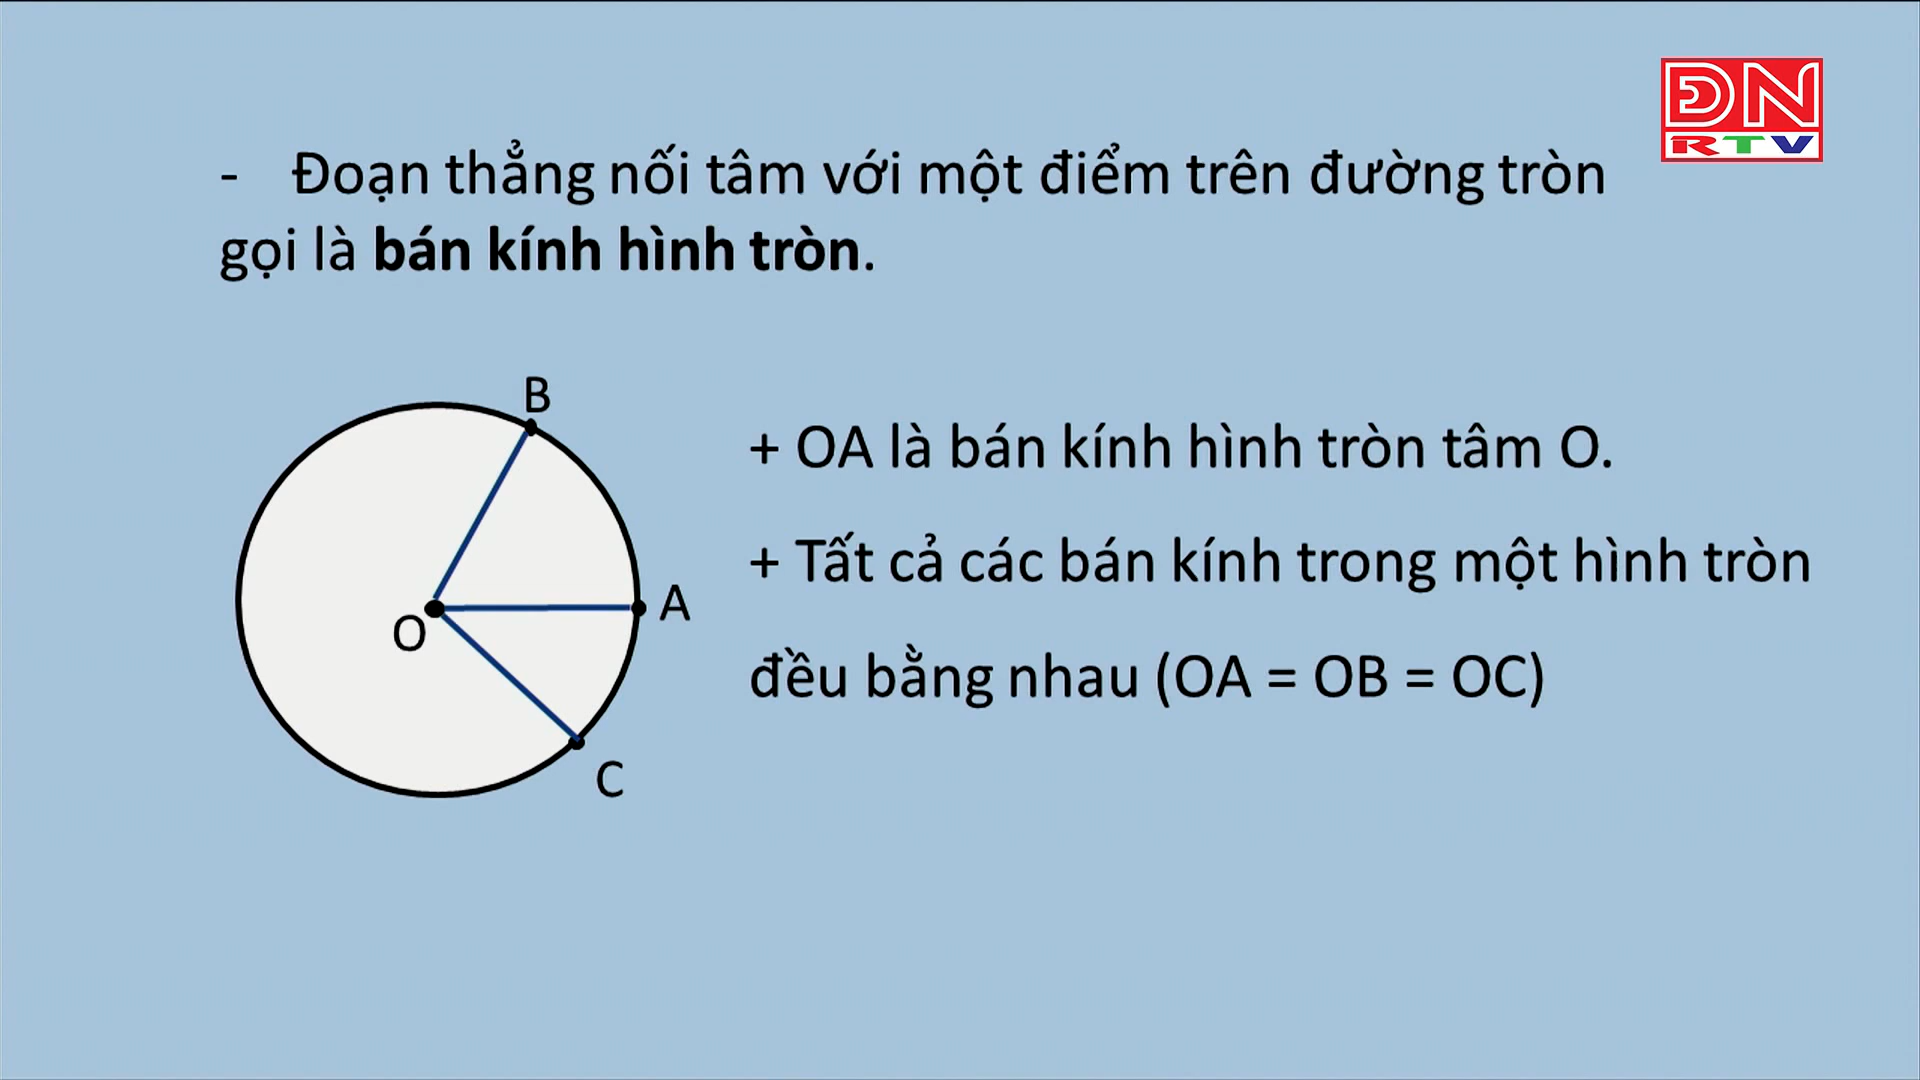 ĐN
RTV
- Đoạn thẳng nối tâm với một điểm trên đường tròn
gọi là bán kính hình tròn.
B
+ OA là bán kính hình tròn tâm O.
+ Tất cả các bán kính trong một hình tròn
A
O
đều bằng nhau (OA = OB = OC)
C